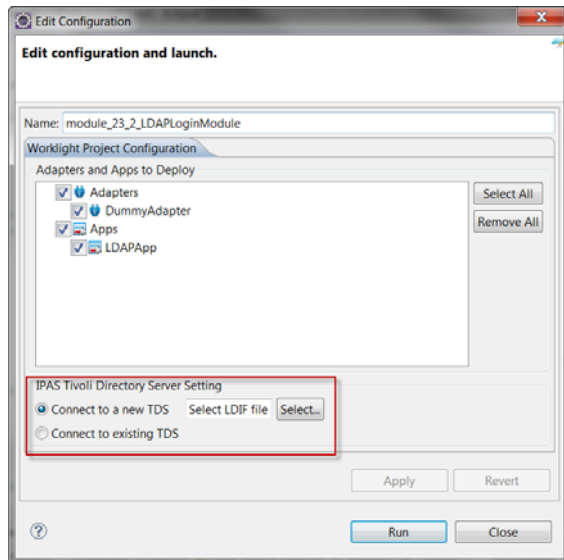 Edit Configuration
Edit configuration and launch.
Name: module_23_2_LDAPLoginModule
Worklight Project Configuration
Adapters and Apps to Deploy
Adapters
DummyAdapter
Apps
LDAPApp
Select All
Remove All
IPAS Tivoli Directory Server Setting
Connect to a new TDS Select LDIF file Select...
Connect to existing TDS
Apply Revert
? Run Close